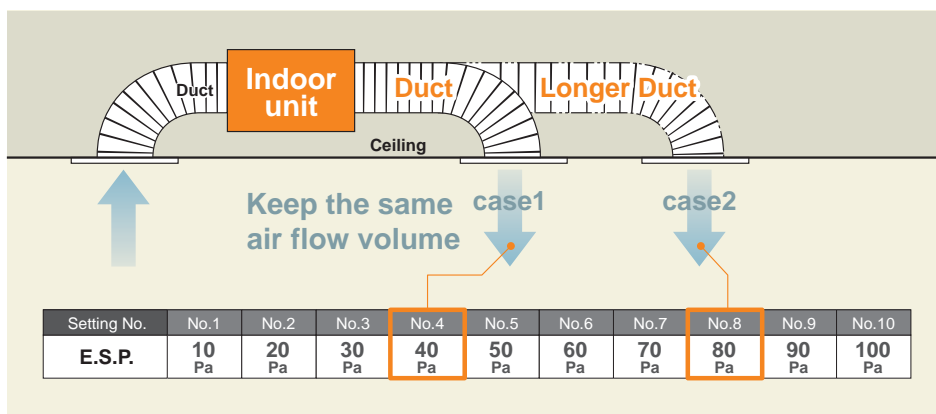 Duct
Indoor
unit
Duct
Longer Duct
Ceiling
Keep the same
air flow volume
case1
case2
Setting No. No.1 No.2 No.3 No.4 No.5 No.6 No.7 No.8 No.9 No.10
E.S.P. 10 20 30 40 50 60 70 80 90 100
Pa Pa Pa Pa Pa Pa Pa Pa Pa Pa